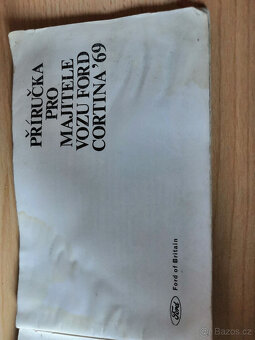 PŘÍRUČKA
PRO
MAJITELE
VOZU FORD
CORTINA '69
Ford
Ford of Britain
© Bazos.cz